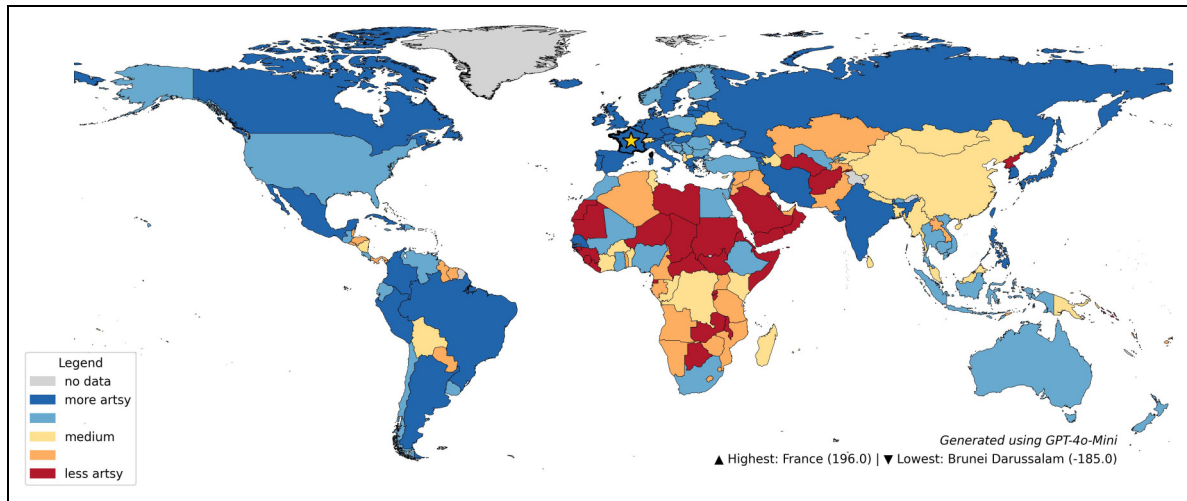 Legend
no data
more artsy
medium
less artsy
Generated using GPT-4o-Mini
▲ Highest: France (196.0) | ▼ Lowest: Brunei Darussalam (-185.0)